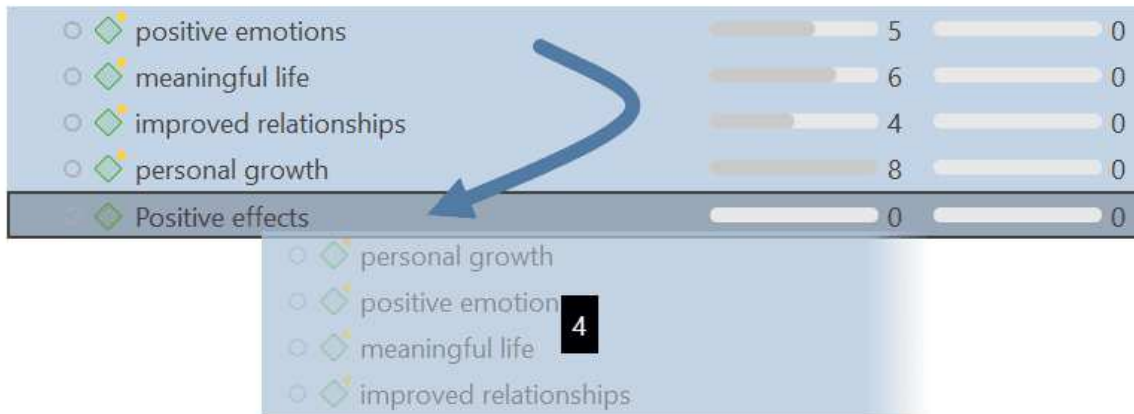 positive emotions 5 0
meaningful life 6 0
improved relationships 4 0
personal growth 8 0
Positive effects 0 0
personal growth
positive emotion
4
meaningful life
improved relationships